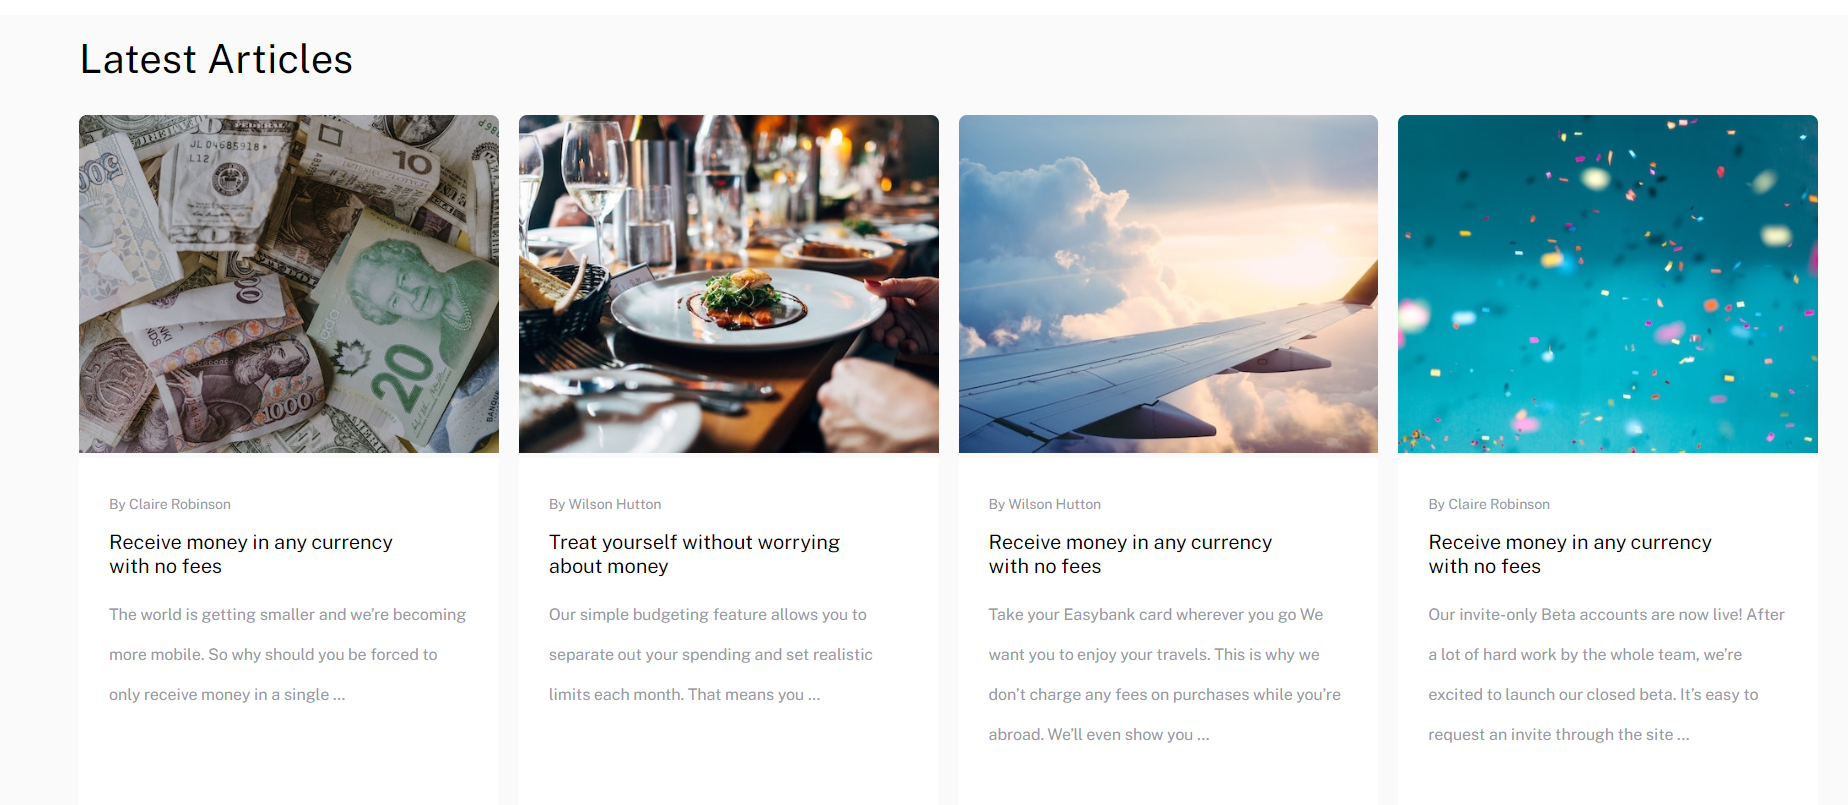 Latest Articles
JL 04685918 *
L12
10
500
20
1000
By Claire Robinson
Receive money in any currency
with no fees
The world is getting smaller and we’re becoming
more mobile. So why should you be forced to
only receive money in a single ...
By Wilson Hutton
Treat yourself without worrying
about money
Our simple budgeting feature allows you to
separate out your spending and set realistic
limits each month. That means you ...
By Wilson Hutton
Receive money in any currency
with no fees
Take your Easybank card wherever you go We
want you to enjoy your travels. This is why we
don’t charge any fees on purchases while you’re
abroad. We’ll even show you ...
By Claire Robinson
Receive money in any currency
with no fees
Our invite-only Beta accounts are now live! After
a lot of hard work by the whole team, we’re
excited to launch our closed beta. It’s easy to
request an invite through the site ...